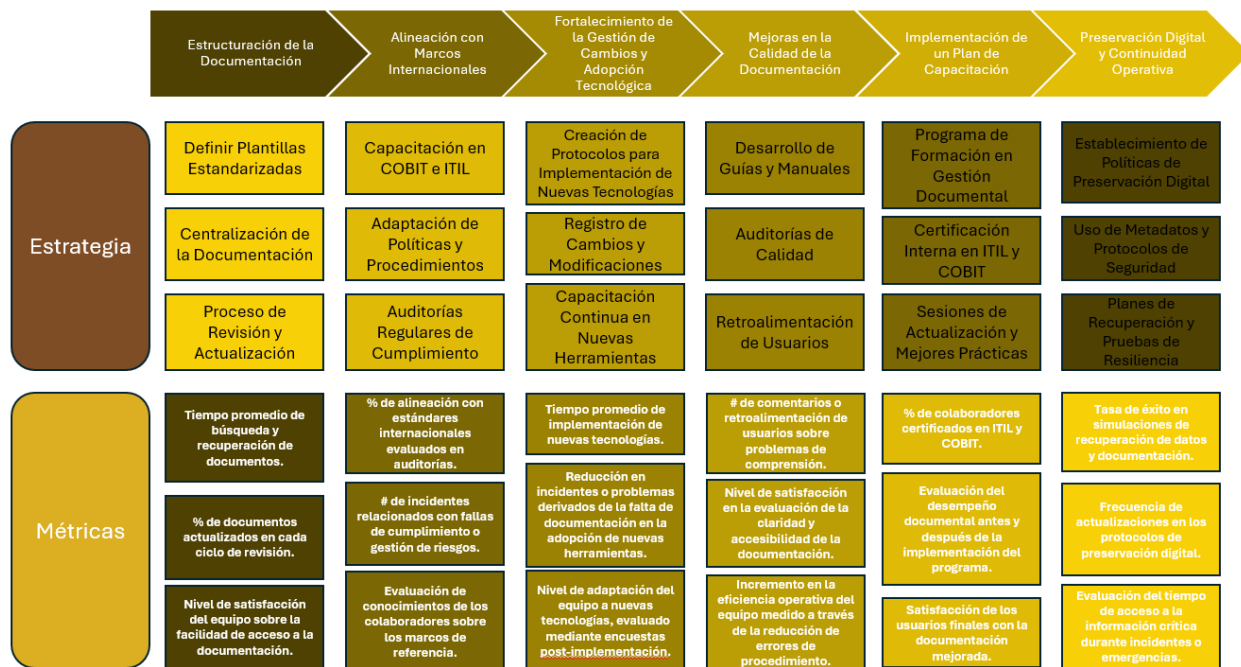 Estructuración de la
Documentación
Alineación con
Marcos
Internacionales
Fortalecimiento de
la Gestión de
Cambios y
Adopción
Tecnológica
Mejoras en la
Calidad de la
Documentación
Implementación de
un Plan de
Capacitación
Preservación Digital
y Continuidad
Operativa
Estrategia
Definir Plantillas
Estandarizadas
Capacitación en
COBIT e ITIL
Creación de
Protocolos para
Implementación de
Nuevas Tecnologías
Desarrollo de
Guías y Manuales
Programa de
Formación en
Gestión
Documental
Establecimiento de
Políticas de
Preservación Digital
Centralización de
la Documentación
Adaptación de
Políticas y
Procedimientos
Registro de
Cambios y
Modificaciones
Auditorías de
Calidad
Certificación
Interna en ITIL y
COBIT
Uso de Metadatos y
Protocolos de
Seguridad
Proceso de
Revisión y
Actualización
Auditorías
Regulares de
Cumplimiento
Capacitación
Continua en
Nuevas
Herramientas
Retroalimentación
de Usuarios
Sesiones de
Actualización y
Mejores Prácticas
Planes de
Recuperación y
Pruebas de
Resiliencia
Métricas
Tiempo promedio de
búsqueda y
recuperación de
documentos.
% de alineación con
estándares
internacionales
evaluados en
auditorías.
Tiempo promedio de
implementación de
nuevas tecnologías.
# de comentarios o
retroalimentación de
usuarios sobre
problemas de
comprensión.
% de colaboradores
certificados en ITIL y
COBIT.
Tasa de éxito en
simulaciones de
recuperación de datos
y documentación.
% de documentos
actualizados en cada
ciclo de revisión.
# de incidentes
relacionados con fallas
de cumplimiento o
gestión de riesgos.
Reducción en
incidentes o problemas
derivados de la falta de
documentación en la
adopción de nuevas
herramientas.
Nivel de satisfacción
en la evaluación de la
claridad y
accesibilidad de la
documentación.
Evaluación del
desempeño
documental antes y
después de la
implementación del
programa.
Frecuencia de
actualizaciones en los
protocolos de
preservación digital.
Nivel de satisfacción
del equipo sobre la
facilidad de acceso a la
documentación.
Evaluación de
conocimientos de los
colaboradores sobre
los marcos de
referencia.
Nivel de adaptación del
equipo a nuevas
tecnologías, evaluado
mediante encuestas
post-implementación.
Incremento en la
eficiencia operativa del
equipo medido a través
de la reducción de
errores de
procedimiento.
Satisfacción de los
usuarios finales con la
documentación
mejorada.
Evaluación del tiempo
de acceso a la
información crítica
durante incidentes o
emergencias.